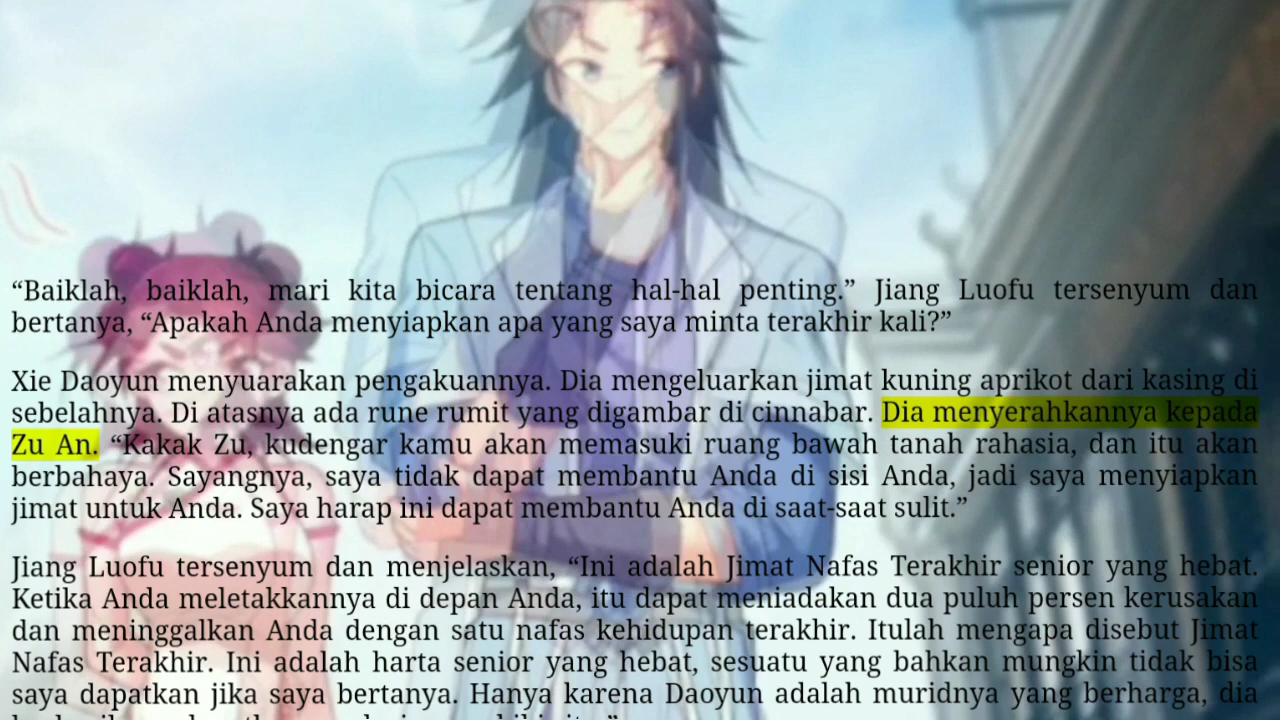 “Baiklah, baiklah, mari kita bicara tentang hal-hal penting.” Jiang Luofu tersenyum dan
bertanya, “Apakah Anda menyiapkan apa yang saya minta terakhir kali?”
Xie Daoyun menyuarakan pengakuannya. Dia mengeluarkan jimat kuning aprikot dari kasing di
sebelahnya. Di atasnya ada rune rumit yang digambar di cinnabar. Dia menyerahkannya kepada
Zu An. “Kakak Zu, kudengar kamu akan memasuki ruang bawah tanah rahasia, dan itu akan
berbahaya. Sayangnya, saya tidak dapat membantu Anda di sisi Anda, jadi saya menyiapkan
jimat untuk Anda. Saya harap ini dapat membantu Anda di saat-saat sulit.”
Jiang Luofu tersenyum dan menjelaskan, “Ini adalah Jimat Nafas Terakhir senior yang hebat.
Ketika Anda meletakkannya di depan Anda, itu dapat meniadakan dua puluh persen kerusakan
dan meninggalkan Anda dengan satu nafas kehidupan terakhir. Itulah mengapa disebut Jimat
Nafas Terakhir. Ini adalah harta senior yang hebat, sesuatu yang bahkan mungkin tidak bisa
saya dapatkan jika saya bertanya. Hanya karena Daoyun adalah muridnya yang berharga, dia